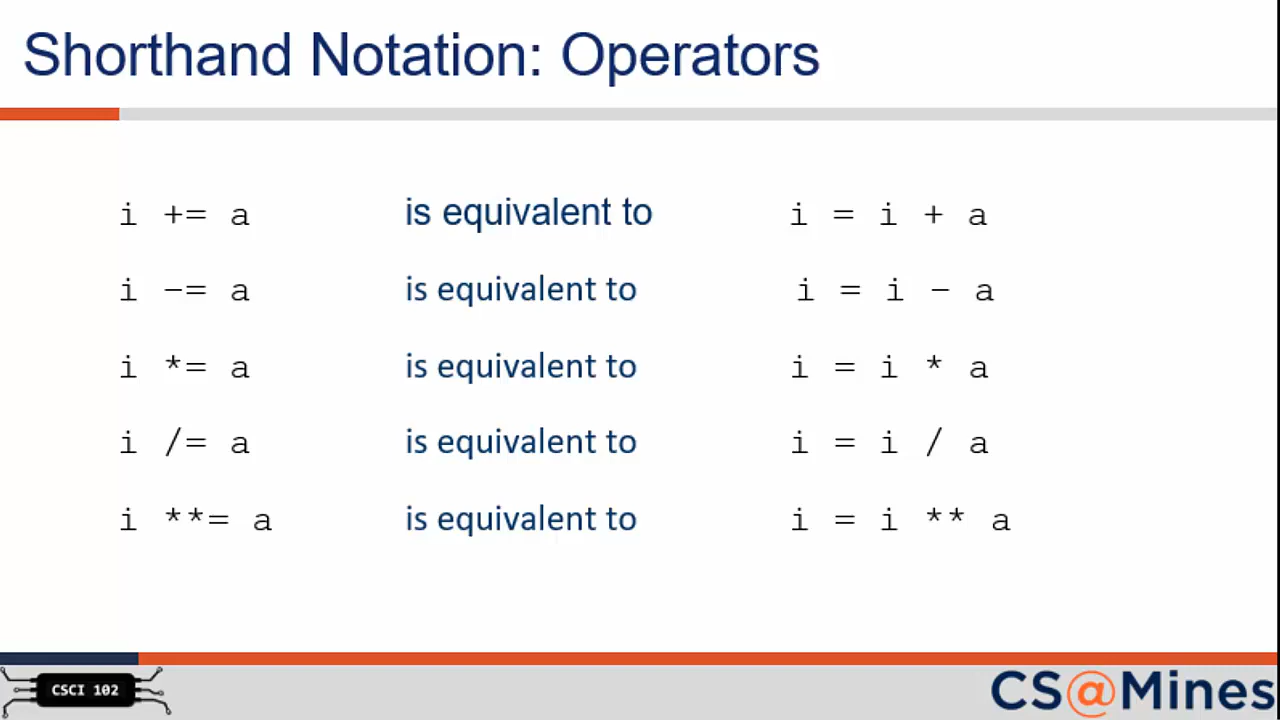 Shorthand Notation: Operators
i += a is equivalent to i = i + a
i -= a is equivalent to i = i - a
i *= a is equivalent to i = i * a
i /= a is equivalent to i = i / a
i **= a is equivalent to i = i ** a
CSCI 102
CS@Mines